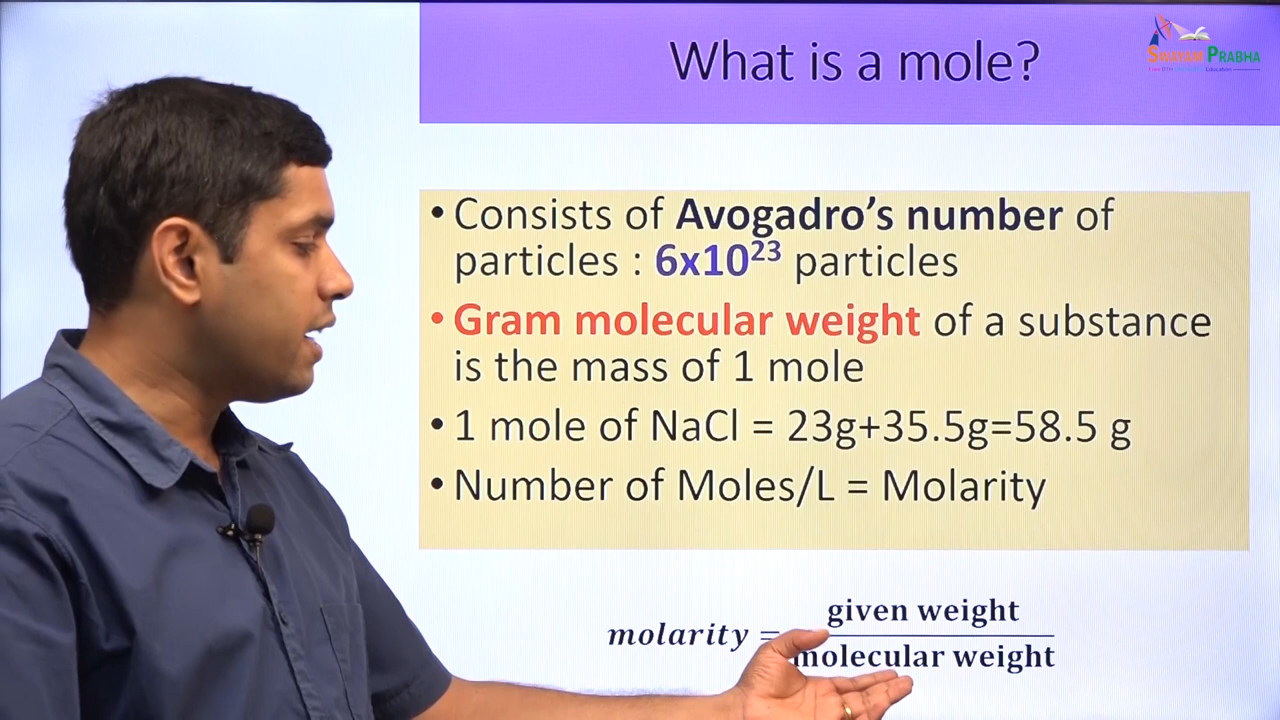 What is a mole?
SWAYAM PRABHA
• Consists of Avogadro's number of
particles : 6x10²³ particles
• Gram molecular weight of a substance
is the mass of 1 mole
• 1 mole of NaCl = 23g+35.5g=58.5 g
• Number of Moles/L = Molarity
given weight
molarity =
molecular weight